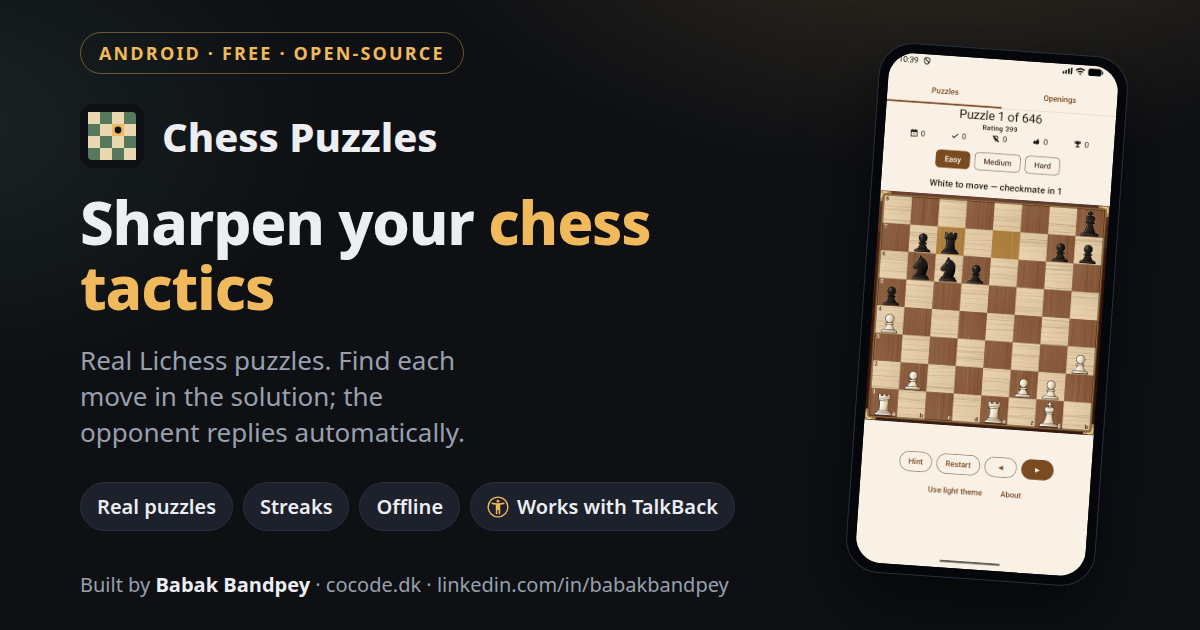 ANDROID · FREE · OPEN-SOURCE
Chess Puzzles
Sharpen your chess
tactics
Real Lichess puzzles. Find each
move in the solution; the
opponent replies automatically.
Real puzzles
Streaks
Offline
Works with TalkBack
Built by Babak Bandpey · cocode.dk · linkedin.com/in/babakbandpey
10:39
Puzzles
Openings
Puzzle 1 of 646
Rating 399
0 0 0 0 0
Easy
Medium
Hard
White to move — checkmate in 1
Hint
Restart
Use light theme
About